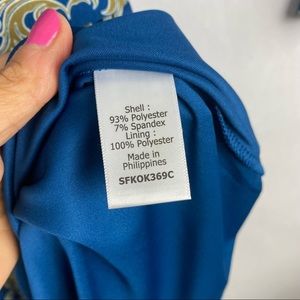 Shell :
93% Polyester
7% Spandex
Lining :
100% Polyester
Made in
Philippines
SFKOK369C